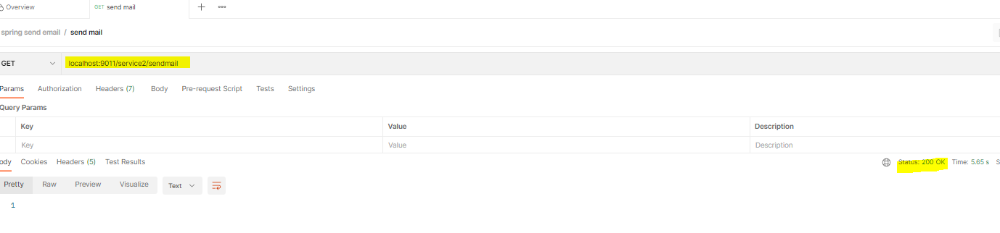 Overview GET send mail
spring send email / send mail
GET localhost:9011/service2/sendmail
Params Authorization Headers (7) Body Pre-request Script Tests Settings
Query Params
Key Value Description
Key Value Description
ody Cookies Headers (5) Test Results Status: 200 OK Time: 5.65 s S
Pretty Raw Preview Visualize Text
1